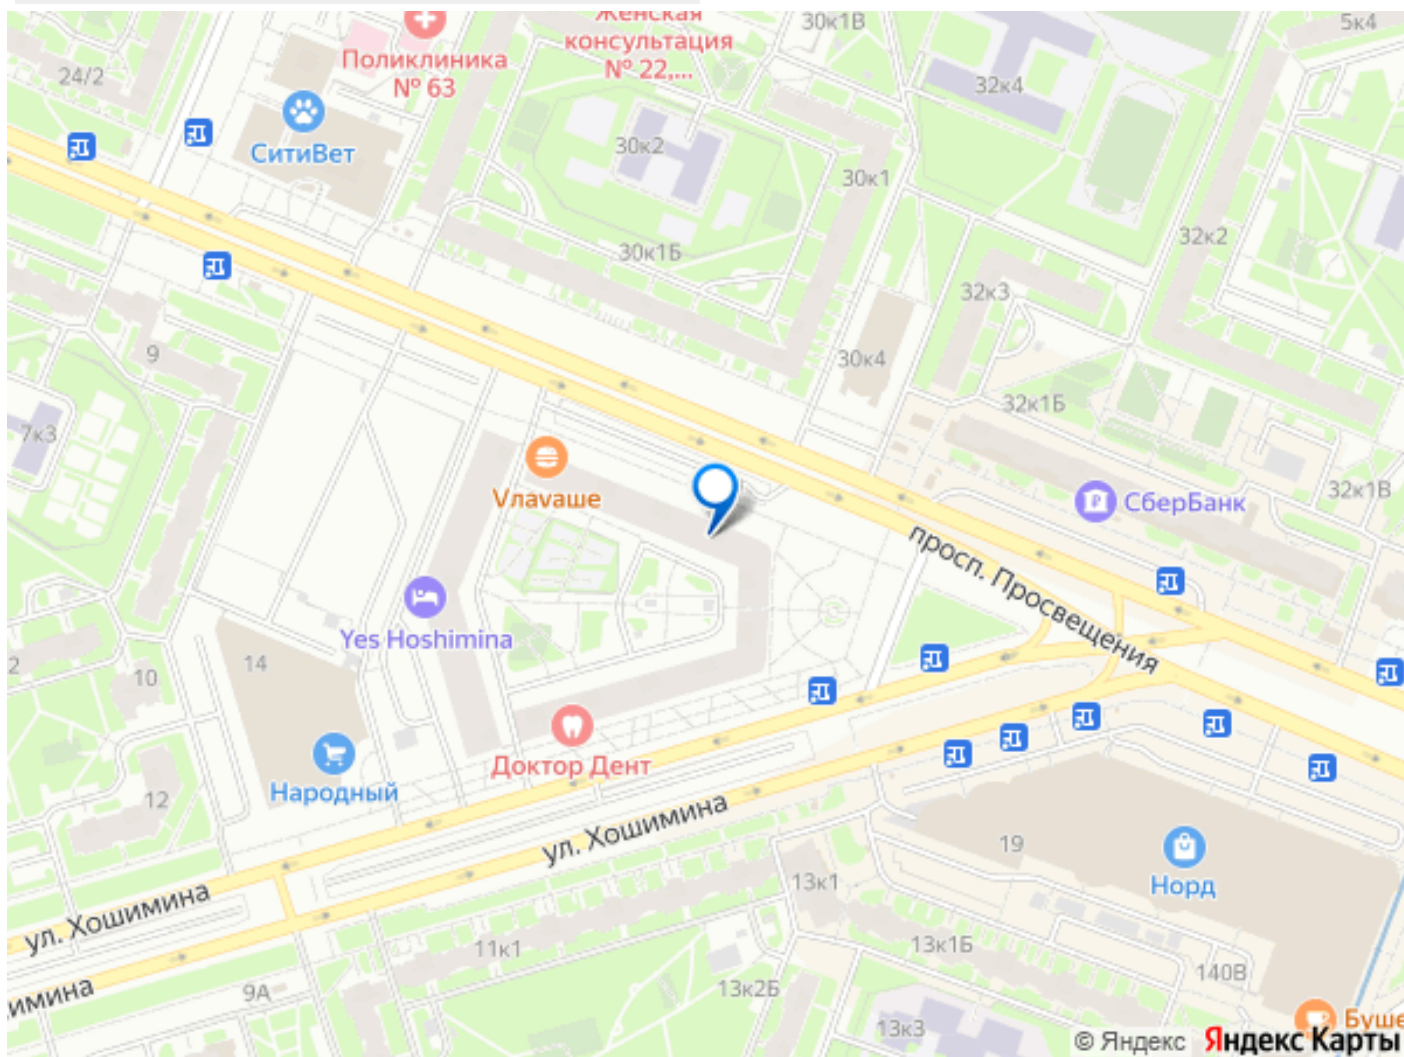 Женская
консультация
№ 22,...
30к1В
5к4
Поликлиника
№ 63
24/2
32к4
СитиВет
30к2
30к1
32к2
30к1Б
32к3
9
30к4
32к1Б
7к3
Vлаvаше
СберБанк
32к1В
просп. Просвещения
Yes Hoshimina
14
2
10
Доктор Дент
Народный
12
ул. Хошимина
19
13к1
Норд
ул. Хошимина
11к1
13к1Б
140В
9А
13к2Б
имина
13к3
Буше
© Яндекс Яндекс Карты